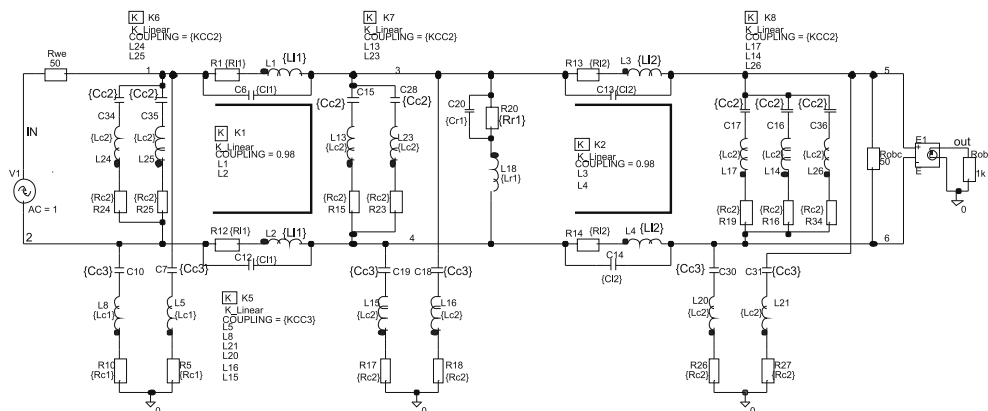 K K6
K_Linear
COUPLING = {KCC2}
L24
L25
K K7
K_Linear
COUPLING = {KCC2}
L13
L23
K K8
K_Linear
COUPLING = {KCC2}
L17
L14
L26
Rwe
50
1
R1 {Rl1}
L1 {Ll1}
C6 {Cl1}
3
R13 {Rl2}
L3 {Ll2}
C13 {Cl2}
5
{Cc2}
C34
{Cc2}
C35
{Cc2} C15
C28
{Cc2}
C20
{Cr1}
R20
{Rr1}
{Cc2}
C17
{Cc2}
C16
{Cc2}
C36
IN
{Lc2}
L24
{Lc2}
L25
K K1
K_Linear
COUPLING = 0.98
L1
L2
L13
{Lc2}
L23
{Lc2}
L18
{Lr1}
K K2
K_Linear
COUPLING = 0.98
L3
L4
{Lc2}
L17
{Lc2}
L14
{Lc2}
L26
Robc
50
E1
E
out
Rob
1k
0
V1
AC = 1
{Rc2}
R24
{Rc2}
R25
{Rc2}
R15
{Rc2}
R23
{Rc2}
R19
{Rc2}
R16
{Rc2}
R34
2
R12 {Rl1}
L2 {Ll1}
C12 {Cl1}
4
R14 {Rl2}
L4 {Ll2}
C14
{Cl2}
6
{Cc3} C10
C7 {Cc3}
{Cc3} C19
C18 {Cc3}
{Cc3} C30
C31 {Cc3}
L8
{Lc1}
L5
{Lc1}
K K5
K_Linear
COUPLING = {KCC3}
L5
L8
L21
L20
L16
L15
L15
{Lc2}
L16
{Lc2}
L20
{Lc2}
L21
{Lc2}
R10
{Rc1}
R5
{Rc1}
R17
{Rc2}
R18
{Rc2}
R26
{Rc2}
R27
{Rc2}
0
0
0